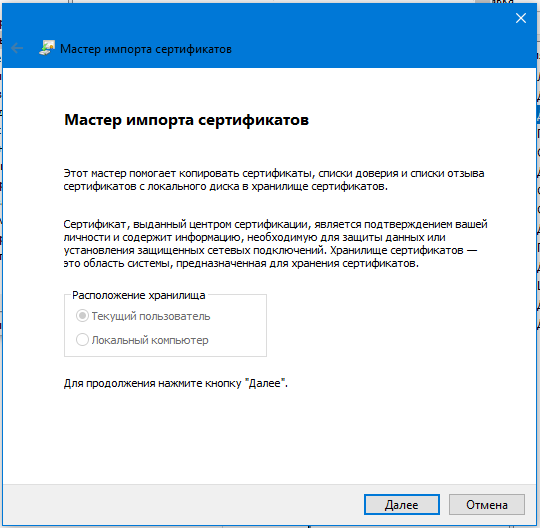 Мастер импорта сертификатов
Мастер импорта сертификатов
Этот мастер помогает копировать сертификаты, списки доверия и списки отзыва
сертификатов с локального диска в хранилище сертификатов.
Сертификат, выданный центром сертификации, является подтверждением вашей
личности и содержит информацию, необходимую для защиты данных или
установления защищенных сетевых подключений. Хранилище сертификатов —
это область системы, предназначенная для хранения сертификатов.
Расположение хранилища
Текущий пользователь
Локальный компьютер
Для продолжения нажмите кнопку "Далее".
Далее
Отмена